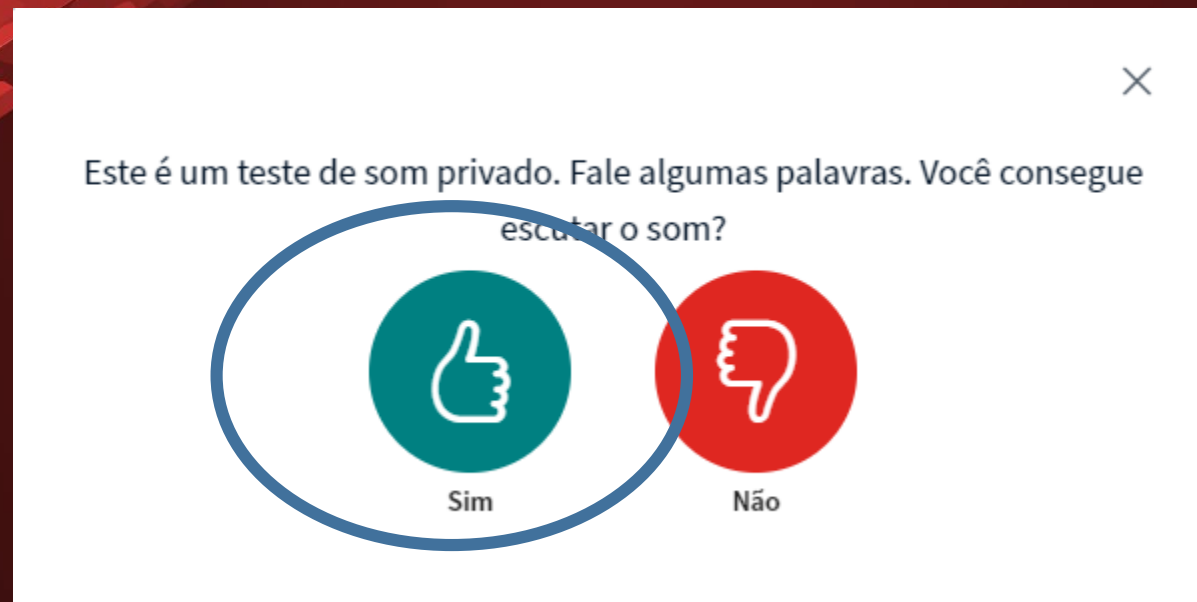 Este é um teste de som privado. Fale algumas palavras. Você consegue
escutar o som?
Sim
Não